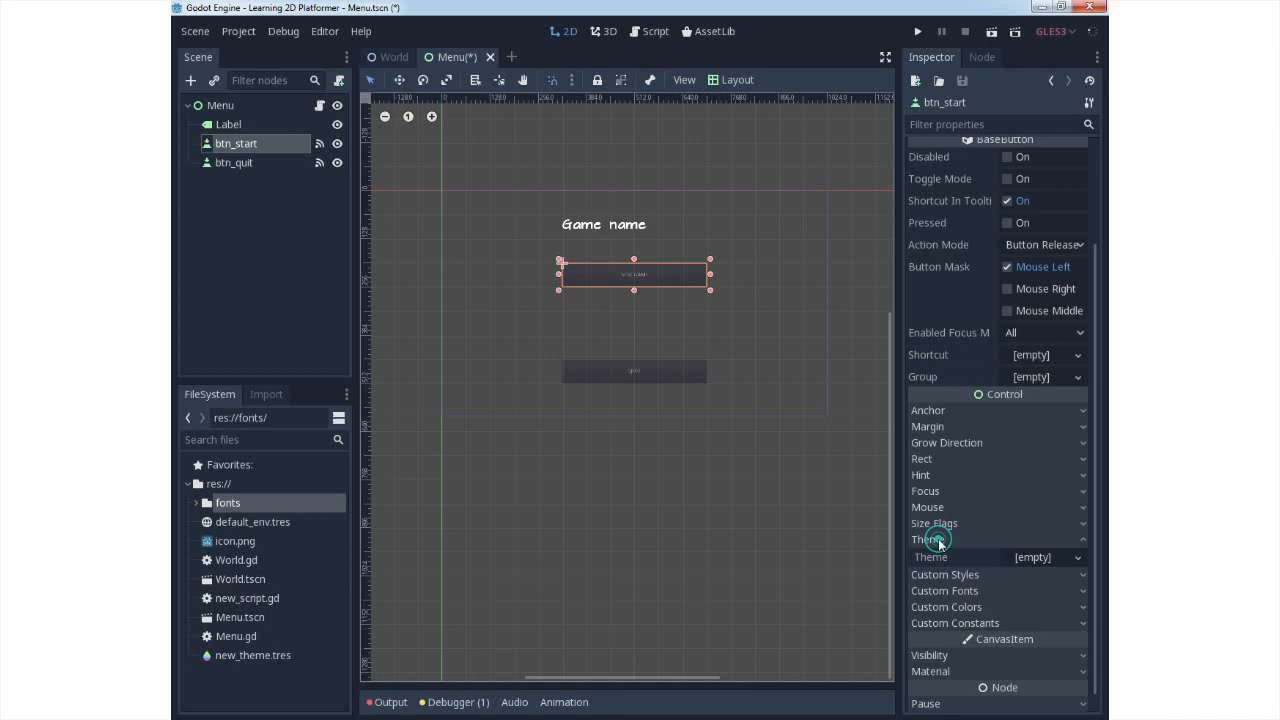 Godot Engine - Learning 2D Platformer - Menu.tscn (*)
Scene Project Debug Editor Help
2D 3D Script AssetLib
GLES3
Scene
Filter nodes
Menu
Label
btn_start
btn_quit
World Menu(*)
View Layout
Game name
quit
FileSystem Import
res://fonts/
Search files
Favorites:
res://
fonts
default_env.tres
icon.png
World.gd
World.tscn
new_script.gd
Menu.tscn
Menu.gd
new_theme.tres
Output Debugger (1) Audio Animation
Inspector Node
btn_start
Filter properties
BaseButton
Disabled On
Toggle Mode On
Shortcut In Toolti On
Pressed On
Action Mode Button Release
Button Mask Mouse Left
Mouse Right
Mouse Middle
Enabled Focus M All
Shortcut [empty]
Group [empty]
Control
Anchor
Margin
Grow Direction
Rect
Hint
Focus
Mouse
Size Flags
Theme
Theme [empty]
Custom Styles
Custom Fonts
Custom Colors
Custom Constants
CanvasItem
Visibility
Material
Node
Pause